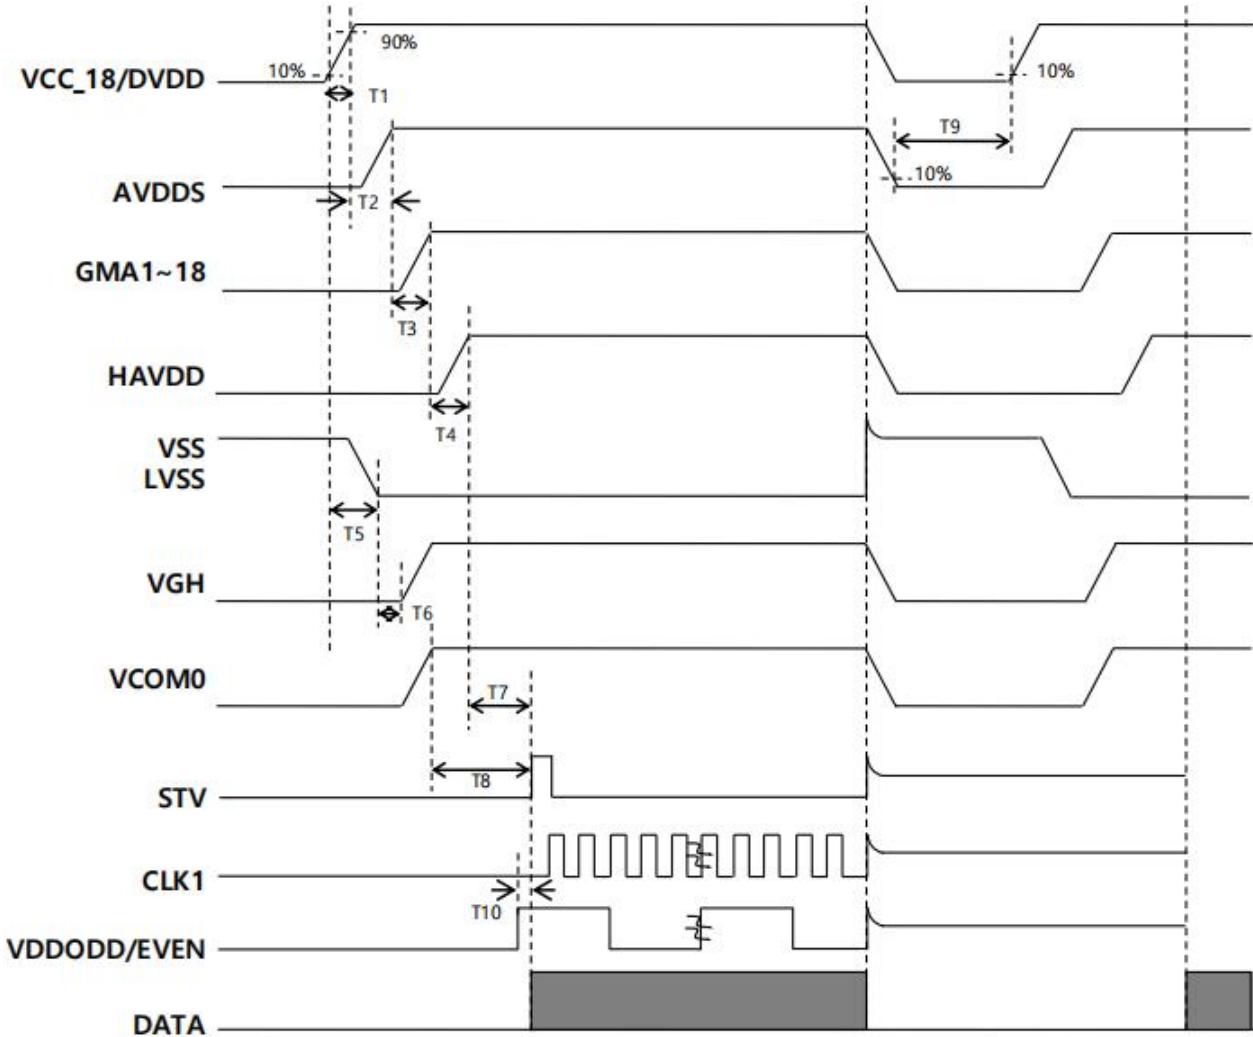 90%
10%
VCC_18/DVDD
10%
T1
T9
10%
AVDDS
T2
GMA1~18
T3
HAVDD
T4
VSS
LVSS
T5
VGH
T6
VCOM0
T7
T8
STV
CLK1
T10
VDDODD/EVEN
DATA